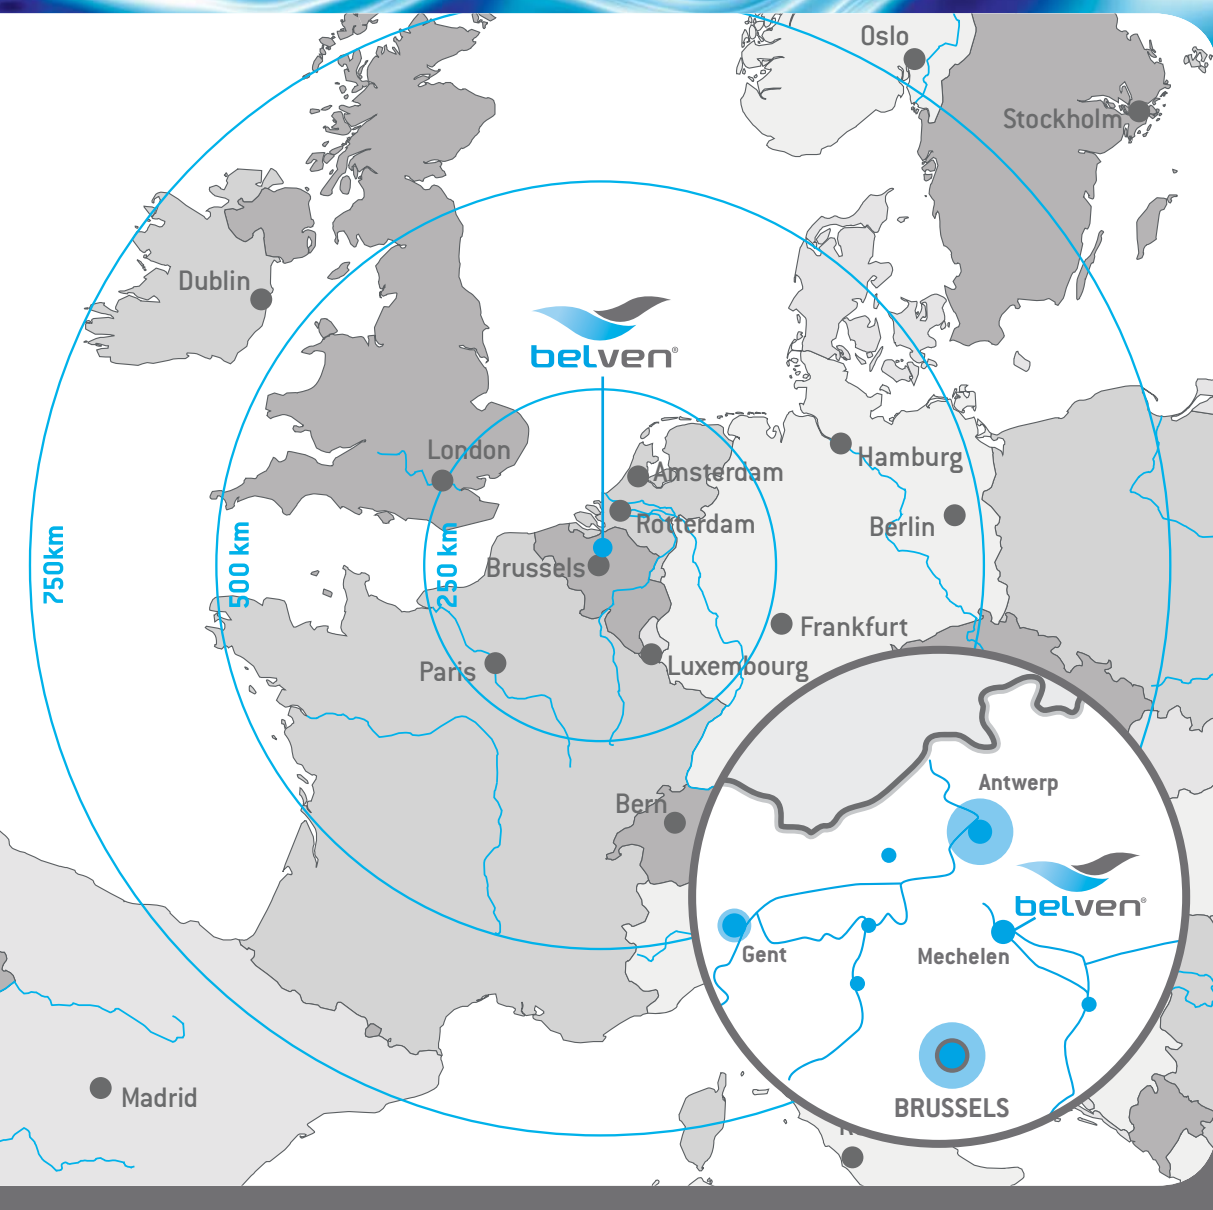 Oslo
Stockholm
Dublin
belven®
London
Amsterdam
Hamburg
Rotterdam
Berlin
750km
500 km
250 km
Brussels
Frankfurt
Paris
Luxembourg
Bern
Antwerp
belven®
Gent
Mechelen
Madrid
BRUSSELS